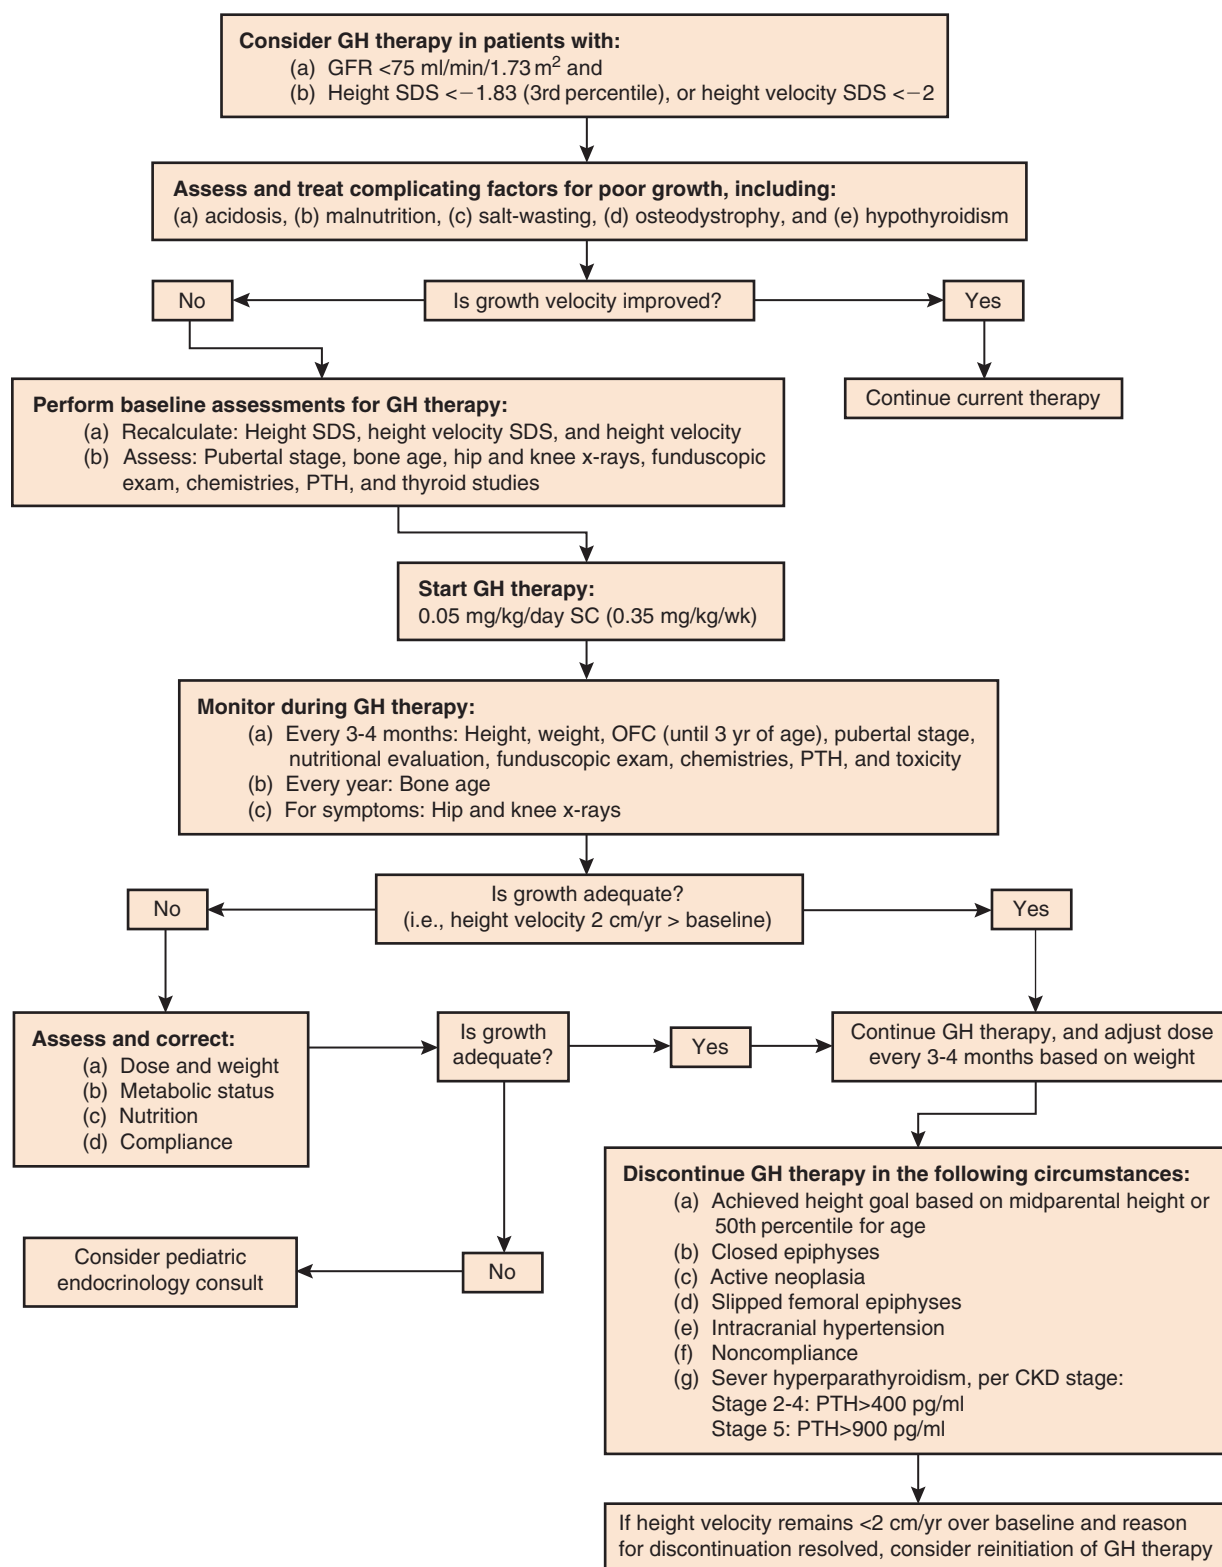 Consider GH therapy in patients with:
(a) GFR <75 ml/min/1.73 m² and
(b) Height SDS <−1.83 (3rd percentile), or height velocity SDS <−2
Assess and treat complicating factors for poor growth, including:
(a) acidosis, (b) malnutrition, (c) salt-wasting, (d) osteodystrophy, and (e) hypothyroidism
No
Is growth velocity improved?
Yes
Continue current therapy
Perform baseline assessments for GH therapy:
(a) Recalculate: Height SDS, height velocity SDS, and height velocity
(b) Assess: Pubertal stage, bone age, hip and knee x-rays, funduscopic
exam, chemistries, PTH, and thyroid studies
Start GH therapy:
0.05 mg/kg/day SC (0.35 mg/kg/wk)
Monitor during GH therapy:
(a) Every 3-4 months: Height, weight, OFC (until 3 yr of age), pubertal stage,
nutritional evaluation, funduscopic exam, chemistries, PTH, and toxicity
(b) Every year: Bone age
(c) For symptoms: Hip and knee x-rays
No
Is growth adequate?
(i.e., height velocity 2 cm/yr > baseline)
Yes
Assess and correct:
(a) Dose and weight
(b) Metabolic status
(c) Nutrition
(d) Compliance
Is growth
adequate?
Yes
Continue GH therapy, and adjust dose
every 3-4 months based on weight
No
Consider pediatric
endocrinology consult
Discontinue GH therapy in the following circumstances:
(a) Achieved height goal based on midparental height or
50th percentile for age
(b) Closed epiphyses
(c) Active neoplasia
(d) Slipped femoral epiphyses
(e) Intracranial hypertension
(f) Noncompliance
(g) Sever hyperparathyroidism, per CKD stage:
Stage 2-4: PTH>400 pg/ml
Stage 5: PTH>900 pg/ml
If height velocity remains <2 cm/yr over baseline and reason
for discontinuation resolved, consider reinitiation of GH therapy